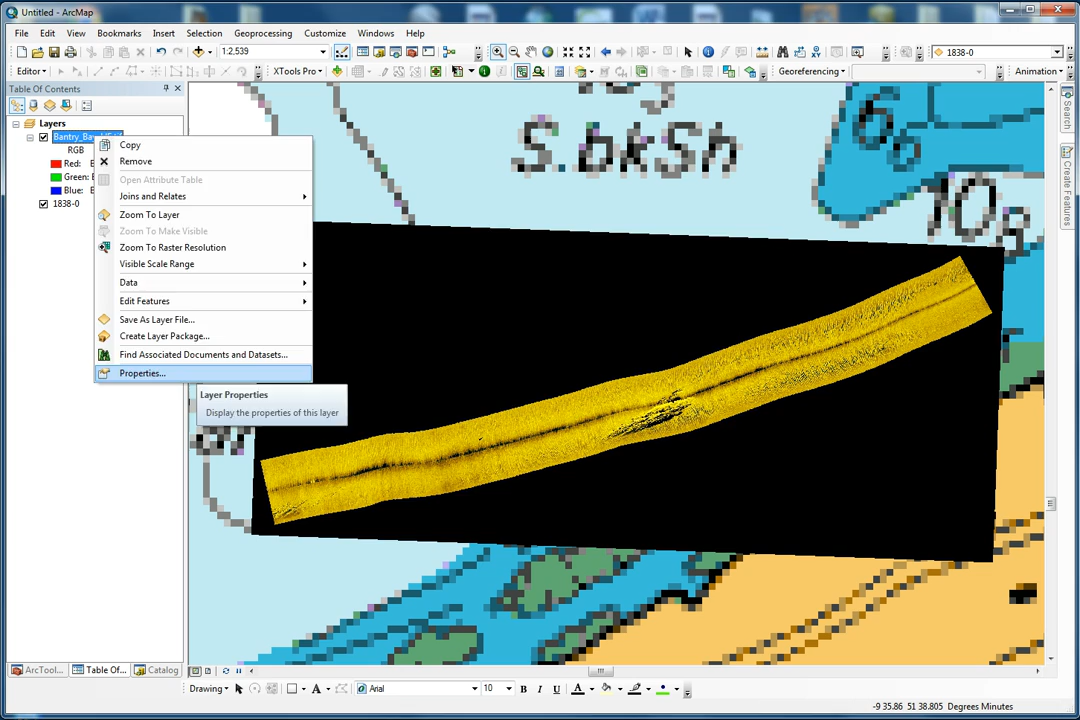 Untitled - ArcMap
File Edit View Bookmarks Insert Selection Geoprocessing Customize Windows Help
1:2,539
1838-0
Editor
XTools Pro
Georeferencing
Animation
Table Of Contents
Layers
RGB
Red:
Green:
Blue:
1838-0
Copy
Remove
Open Attribute Table
Joins and Relates
Zoom To Layer
Zoom To Make Visible
Zoom To Raster Resolution
Visible Scale Range
Data
Edit Features
Save As Layer File...
Create Layer Package...
Find Associated Documents and Datasets...
Properties...
Layer Properties
Display the properties of this layer
S.bkSh
Search
Create Features
ArcTool... Table Of... Catalog
Drawing
A
Arial
10
B I U A
-9 35.86 51 38.805 Degrees Minutes